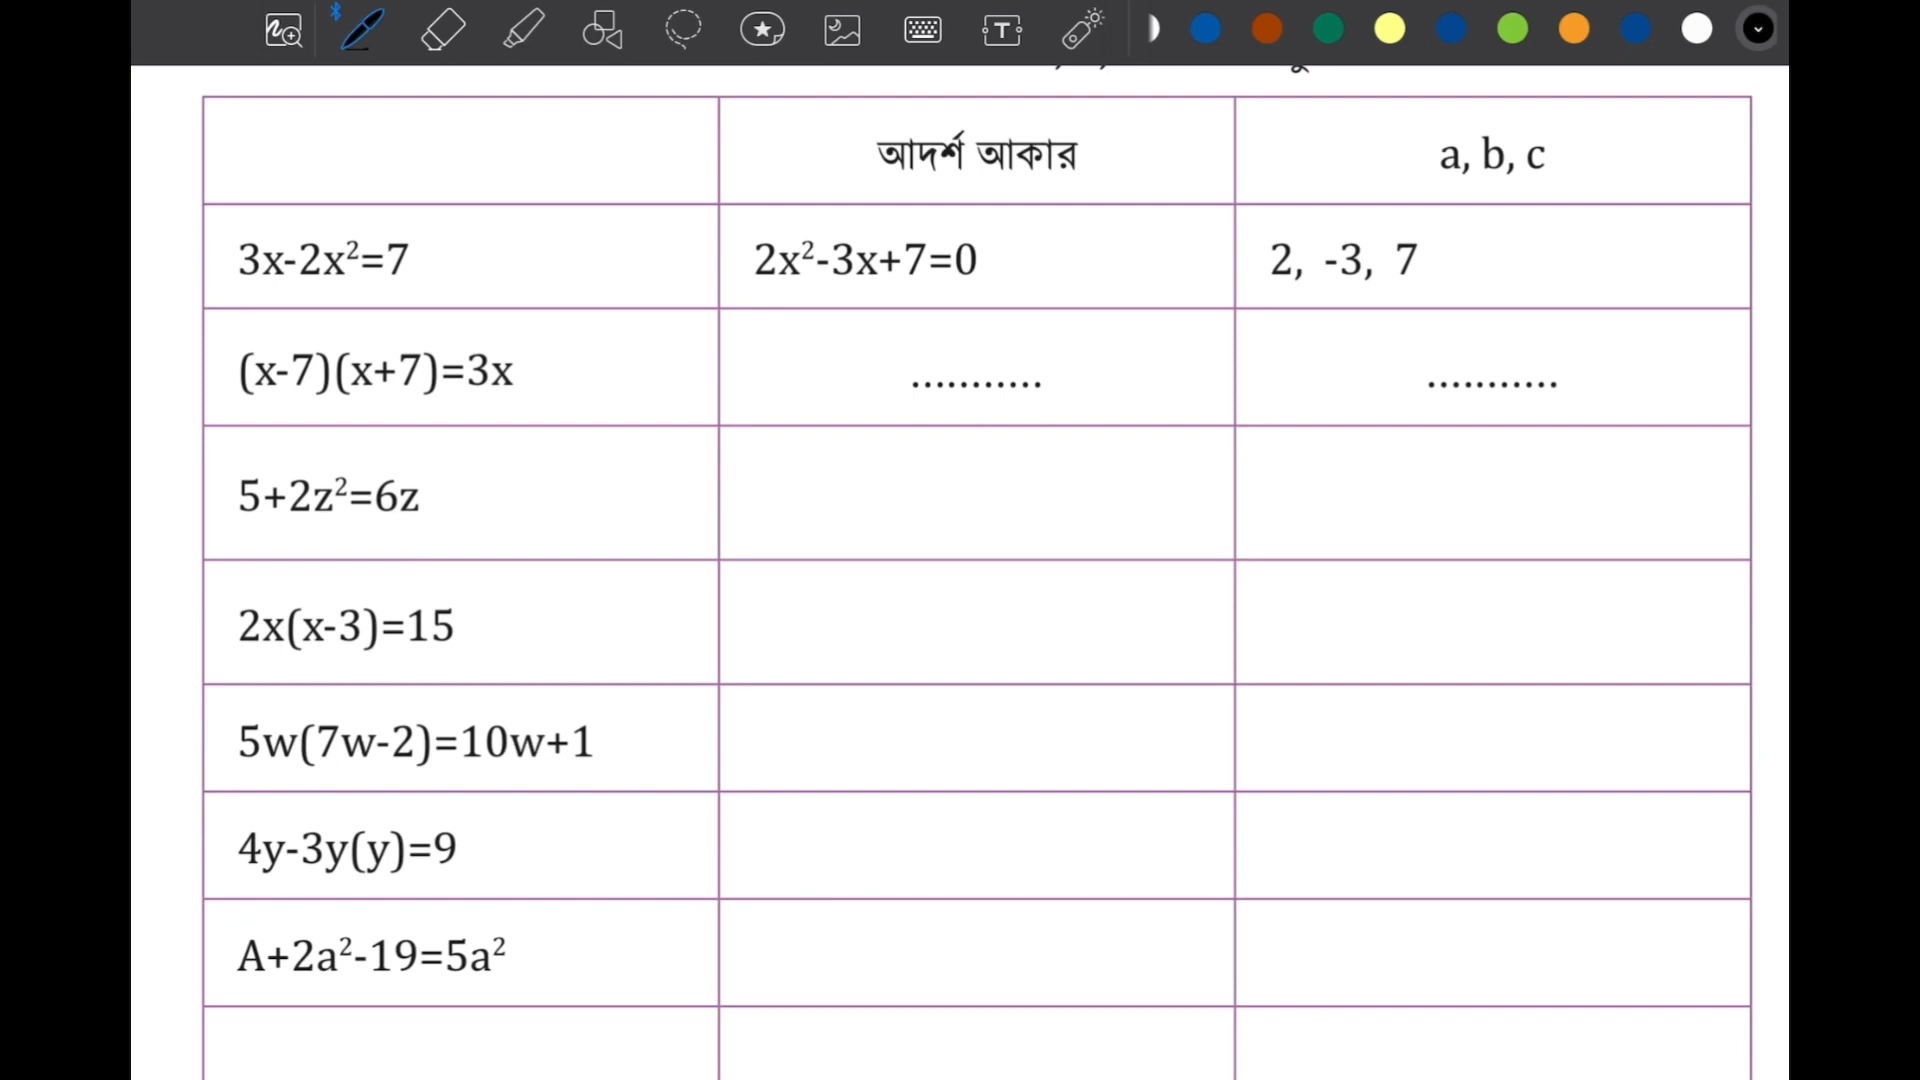 আদর্শ আকার a, b, c
3x-2x²=7 2x²-3x+7=0 2, -3, 7
(x-7)(x+7)=3x ........... ...........
5+2z²=6z
2x(x-3)=15
5w(7w-2)=10w+1
4y-3y(y)=9
A+2a²-19=5a²